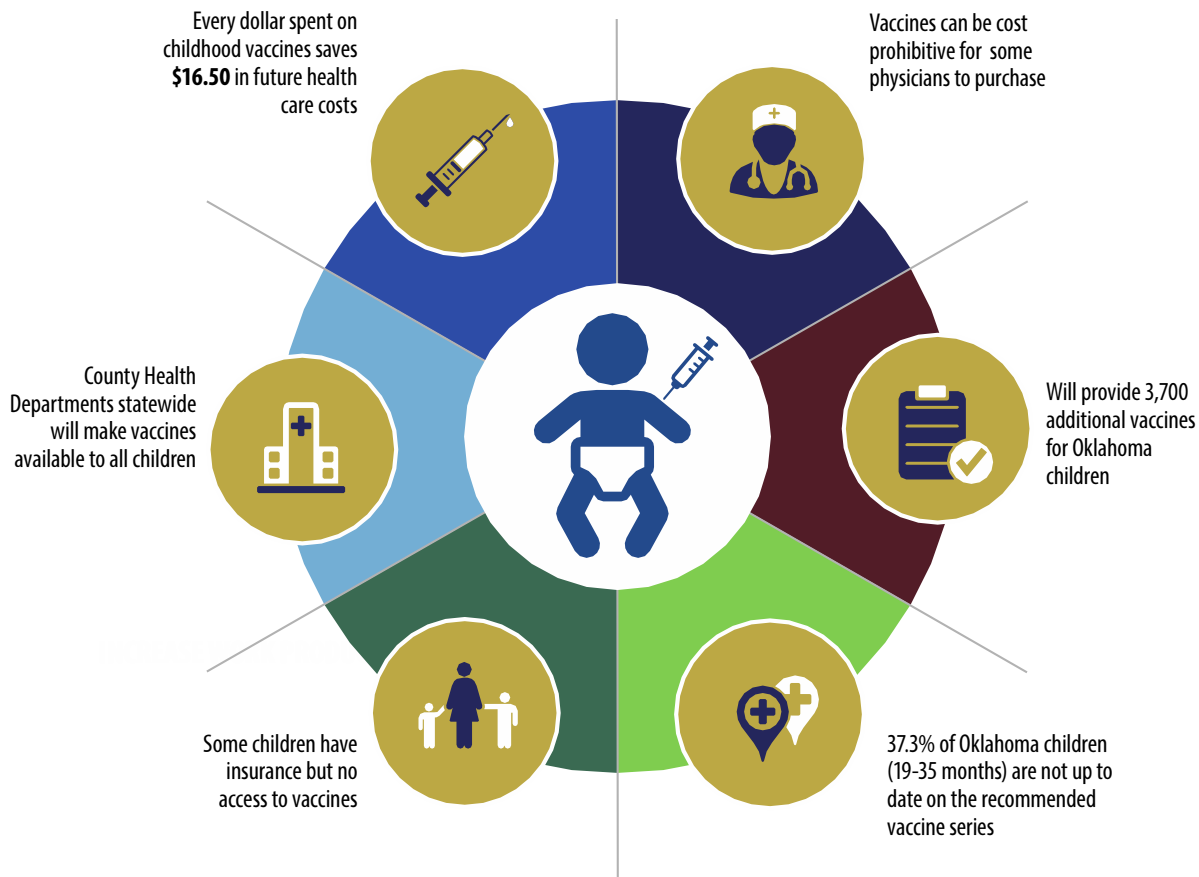 Every dollar spent on
childhood vaccines saves
$16.50 in future health
care costs
Vaccines can be cost
prohibitive for some
physicians to purchase
County Health
Departments statewide
will make vaccines
available to all children
Will provide 3,700
additional vaccines
for Oklahoma
children
Some children have
insurance but no
access to vaccines
37.3% of Oklahoma children
(19-35 months) are not up to
date on the recommended
vaccine series